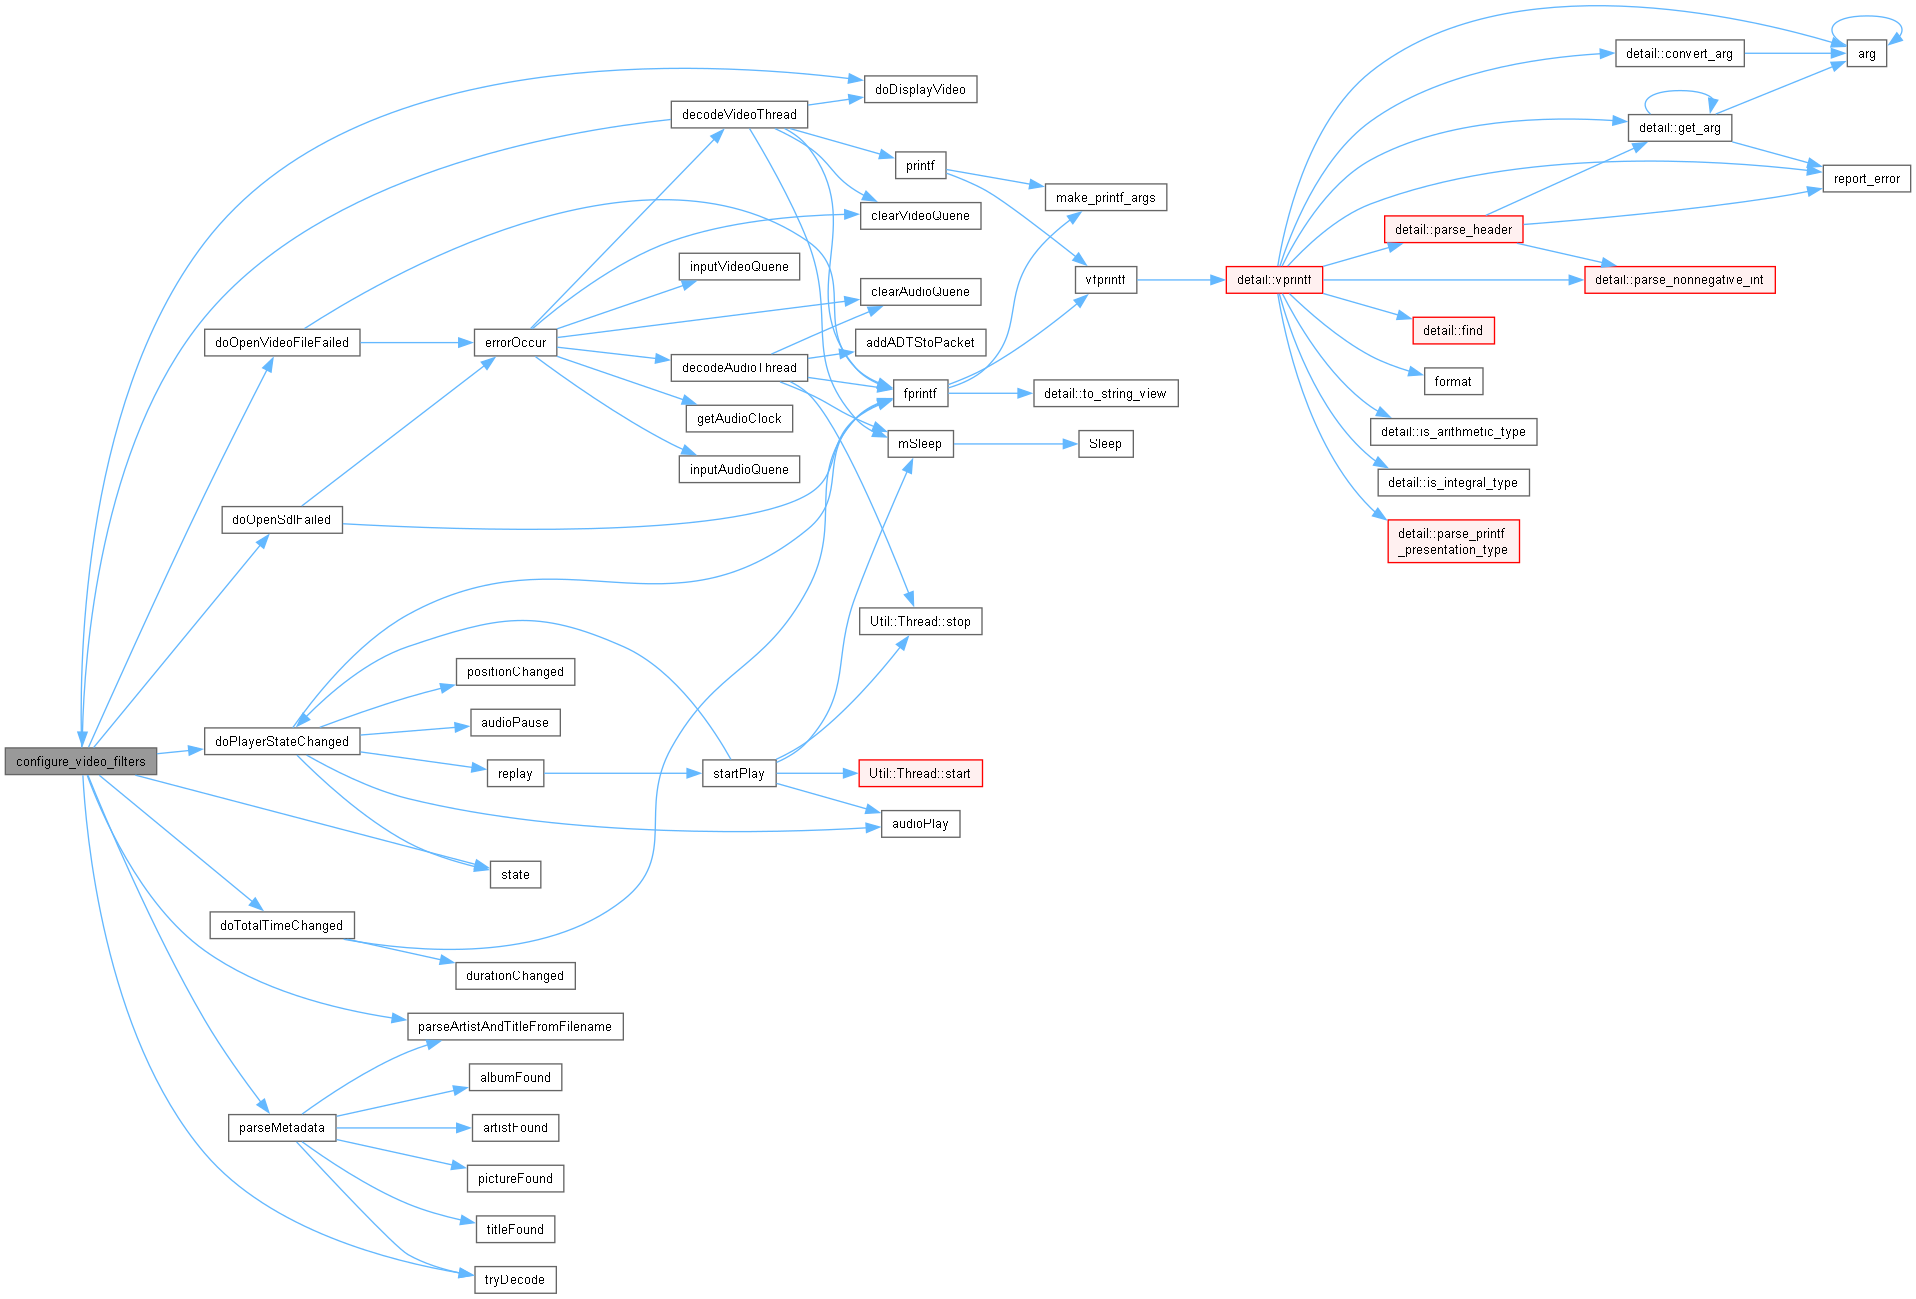 configure_video_filters
doOpenVideoFileFailed
doOpenSdlFailed
doPlayerStateChanged
doTotalTimeChanged
parseMetadata
errorOccur
positionChanged
audioPause
replay
state
durationChanged
parseArtistAndTitleFromFilename
albumFound
artistFound
pictureFound
titleFound
tryDecode
decodeVideoThread
inputVideoQuene
decodeAudioThread
getAudioClock
inputAudioQuene
startPlay
doDisplayVideo
printf
clearVideoQuene
clearAudioQuene
addADTStoPacket
fprintf
mSleep
Util::Thread::stop
Util::Thread::start
audioPlay
make_printf_args
vfprintf
detail::to_string_view
Sleep
detail::vprintf
detail::parse_header
detail::find
format
detail::is_arithmetic_type
detail::is_integral_type
detail::parse_printf
_presentation_type
detail::convert_arg
detail::get_arg
detail::parse_nonnegative_int
arg
report_error